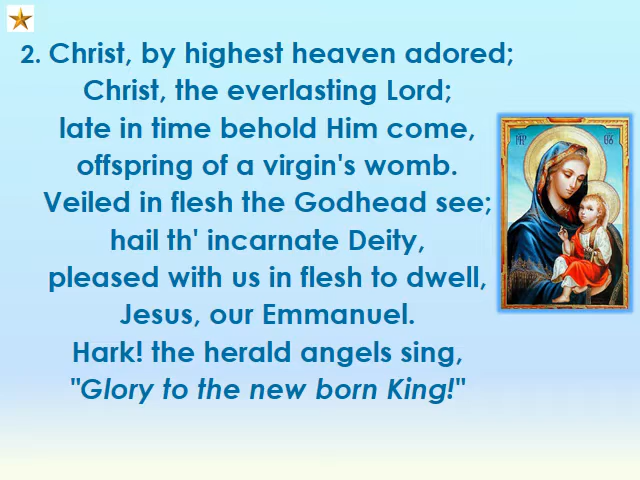 2. Christ, by highest heaven adored;
Christ, the everlasting Lord;
late in time behold Him come,
offspring of a virgin's womb.
Veiled in flesh the Godhead see;
hail th' incarnate Deity,
pleased with us in flesh to dwell,
Jesus, our Emmanuel.
Hark! the herald angels sing,
"Glory to the new born King!"